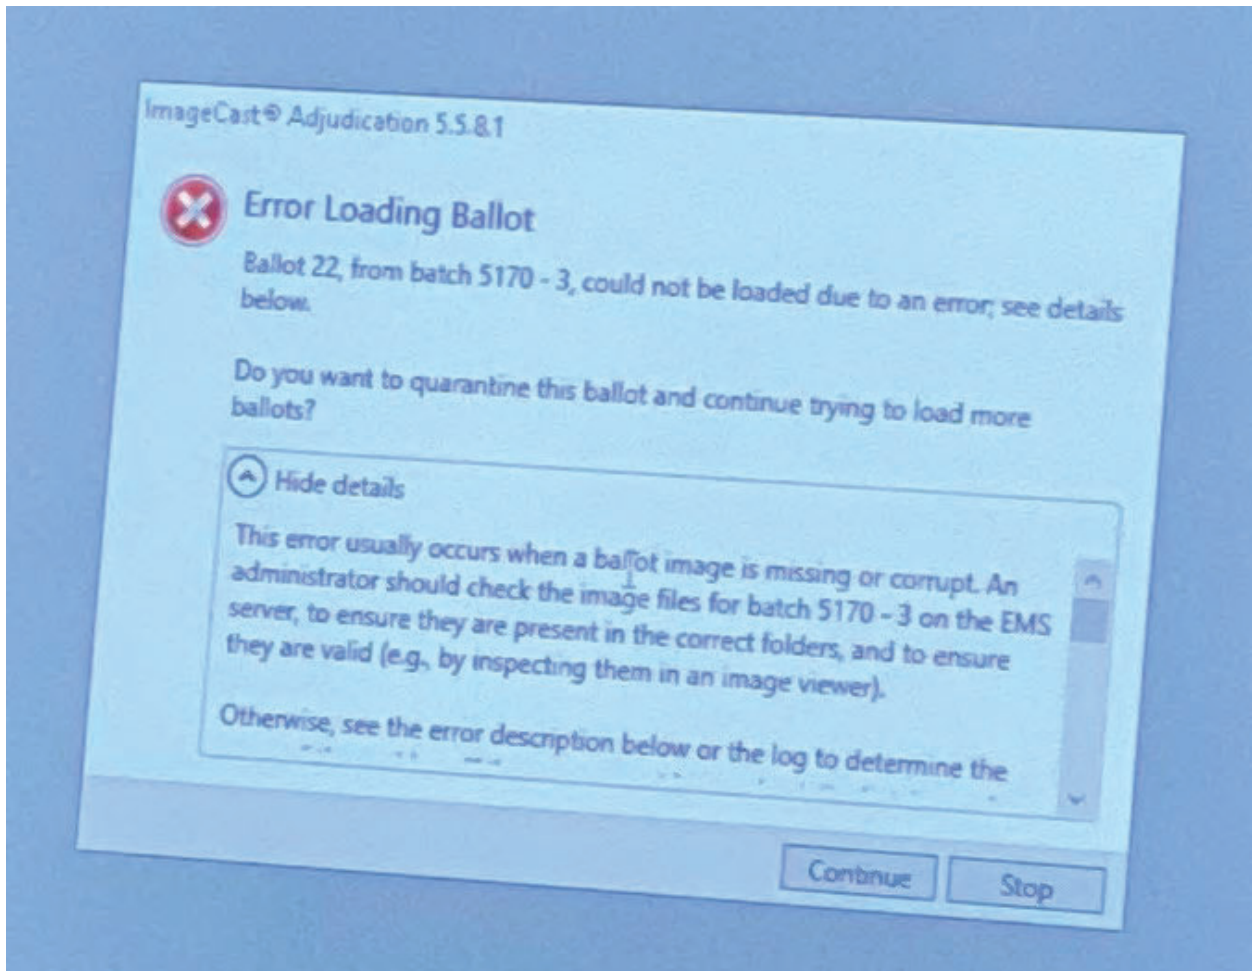 ImageCast® Adjudication 5.5.8.1
Error Loading Ballot
Ballot 22, from batch 5170 - 3, could not be loaded due to an error; see details
below.
Do you want to quarantine this ballot and continue trying to load more
ballots?
Hide details
This error usually occurs when a ballot image is missing or corrupt. An
administrator should check the image files for batch 5170 - 3 on the EMS
server, to ensure they are present in the correct folders, and to ensure
they are valid (e.g., by inspecting them in an image viewer).
Otherwise, see the error description below or the log to determine the
Continue
Stop